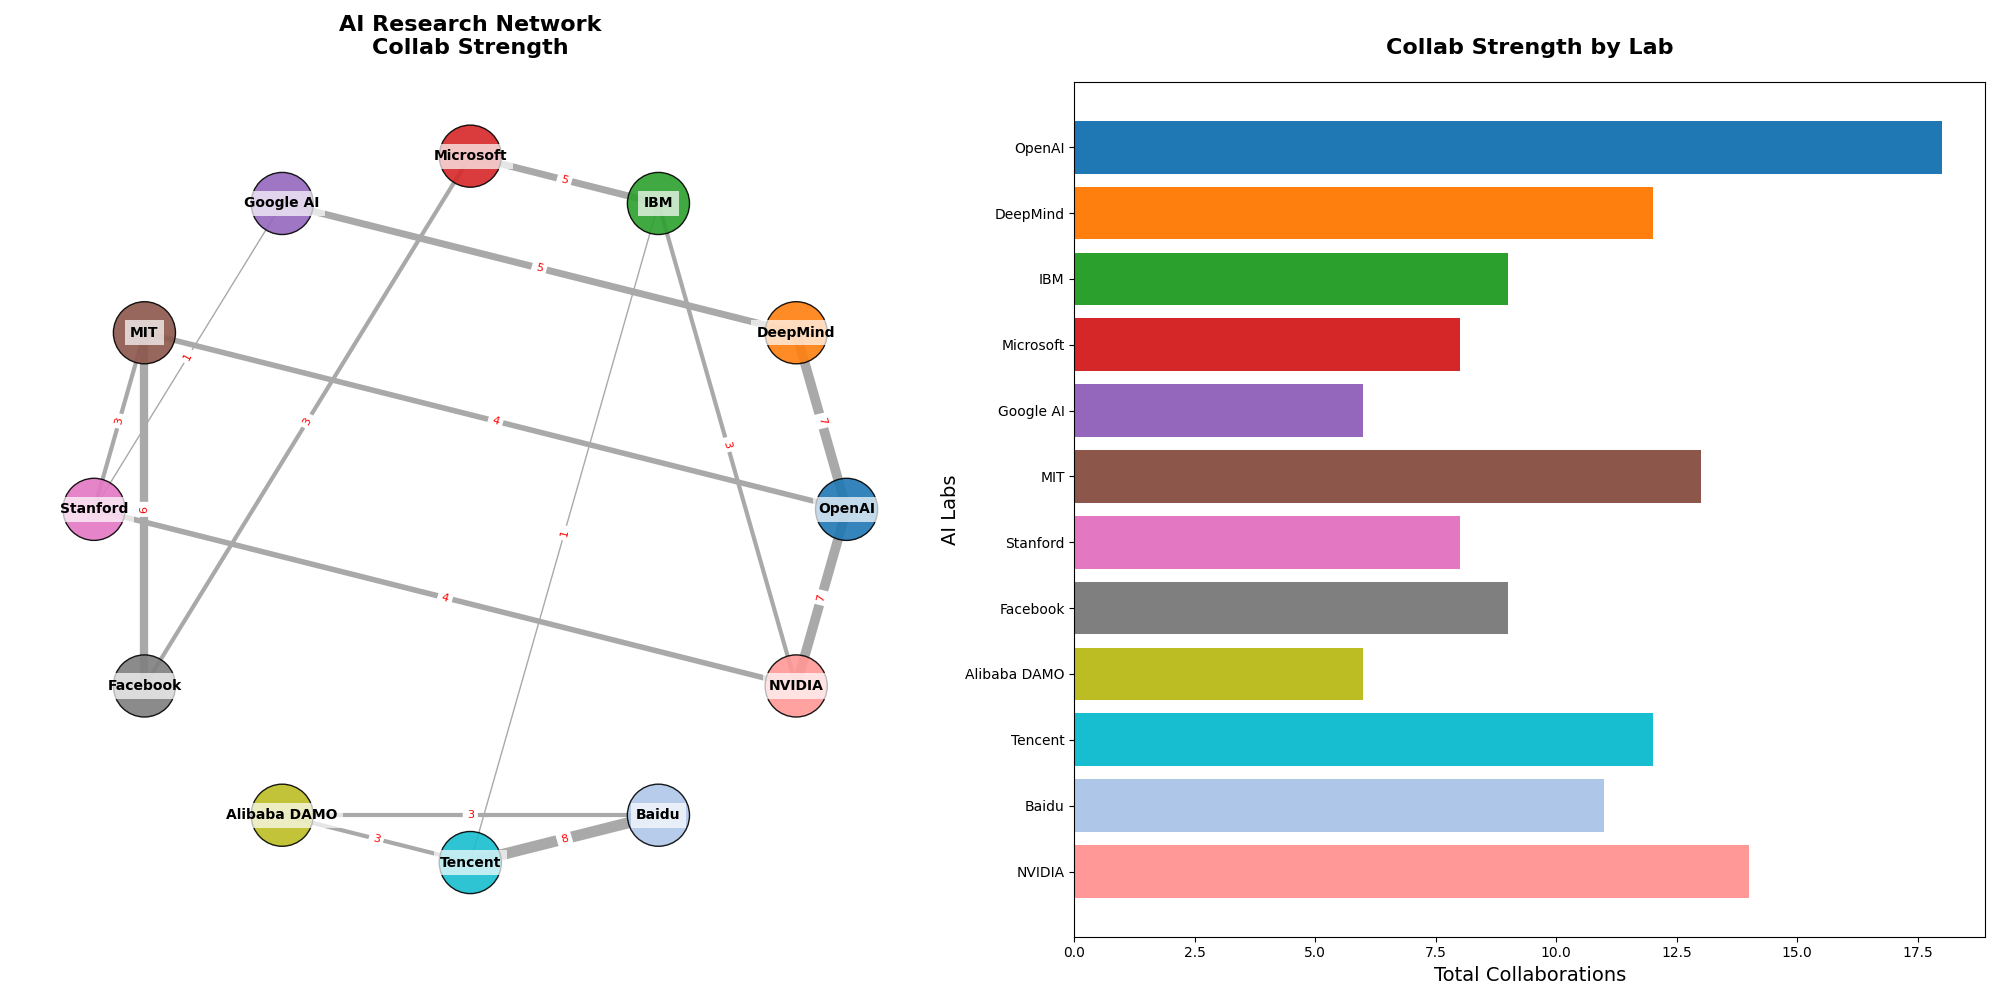 AI Research Network
Collab Strength
Microsoft
5
IBM
Google AI
5
MIT
DeepMind
1
3
3
4
7
3
Stanford
6
OpenAI
1
4
7
Facebook
NVIDIA
Alibaba DAMO
3
Baidu
3
8
Tencent
Collab Strength by Lab
AI Labs
OpenAI
DeepMind
IBM
Microsoft
Google AI
MIT
Stanford
Facebook
Alibaba DAMO
Tencent
Baidu
NVIDIA
0.0
2.5
5.0
7.5
10.0
12.5
15.0
17.5
Total Collaborations